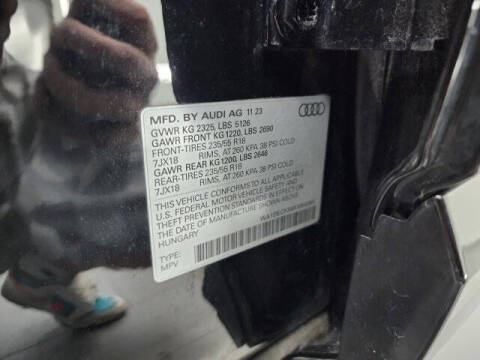 MFD. BY AUDI AG 11 23
GVWR KG 2325, LBS 5126
GAWR FRONT KG1220, LBS 2690
FRONT-TIRES 235/55 R18
7JX18 RIMS, AT 260 KPA 38 PSI COLD
GAWR REAR KG1200, LBS 2646
REAR-TIRES 235/55 R18
7JX18 RIMS, AT 260 KPA 38 PSI COLD
THIS VEHICLE CONFORMS TO ALL APPLICABLE
U.S. FEDERAL MOTOR VEHICLE SAFETY AND
THEFT PREVENTION STANDARDS IN EFFECT ON
THE DATE OF MANUFACTURE SHOWN ABOVE.
HUNGARY
TYPE:
MPV